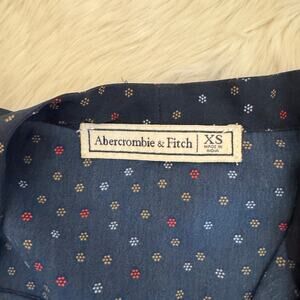 Abercrombie & Fitch
XS
MADE IN
INDIA